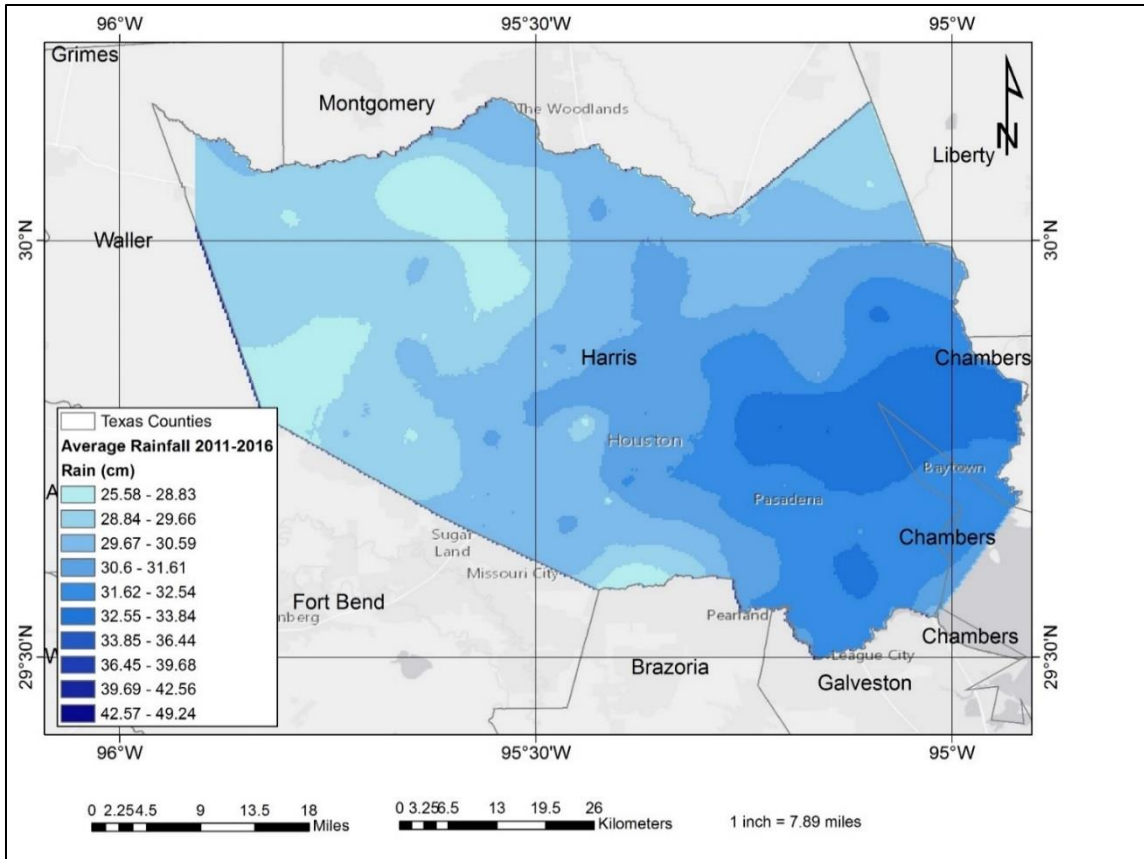 96°W 95°30'W 95°W
Grimes
Montgomery
The Woodlands
N
Liberty
30°N
Waller
30°N
Harris
Chambers
Houston
Baytown
Pasadena
Chambers
Sugar
Land
Missouri City
Fort Bend
nberg
Pearland
Chambers
League City
Brazoria
Galveston
29°30'N
29°30'N
A
W
Texas Counties
Average Rainfall 2011-2016
Rain (cm)
25.58 - 28.83
28.84 - 29.66
29.67 - 30.59
30.6 - 31.61
31.62 - 32.54
32.55 - 33.84
33.85 - 36.44
36.45 - 39.68
39.69 - 42.56
42.57 - 49.24
96°W 95°30'W 95°W
0 2.25 4.5 9 13.5 18
Miles
0 3.25 6.5 13 19.5 26
Kilometers
1 inch = 7.89 miles